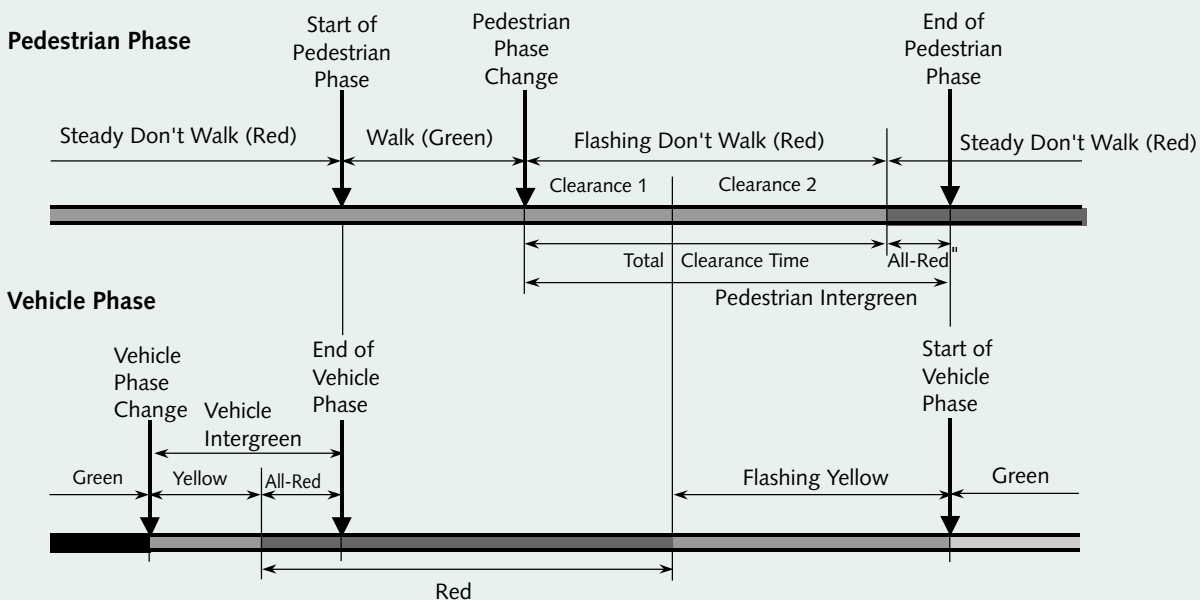 Pedestrian Phase
Start of
Pedestrian
Phase
Pedestrian
Phase
Change
End of
Pedestrian
Phase
Steady Don't Walk (Red)
Walk (Green)
Flashing Don't Walk (Red)
Steady Don't Walk (Red)
Clearance 1
Clearance 2
Total Clearance Time
All-Red"
Pedestrian Intergreen
Vehicle Phase
Vehicle
Phase
Change
Vehicle
Intergreen
End of
Vehicle
Phase
Start of
Vehicle
Phase
Green
Yellow
All-Red
Flashing Yellow
Green
Red